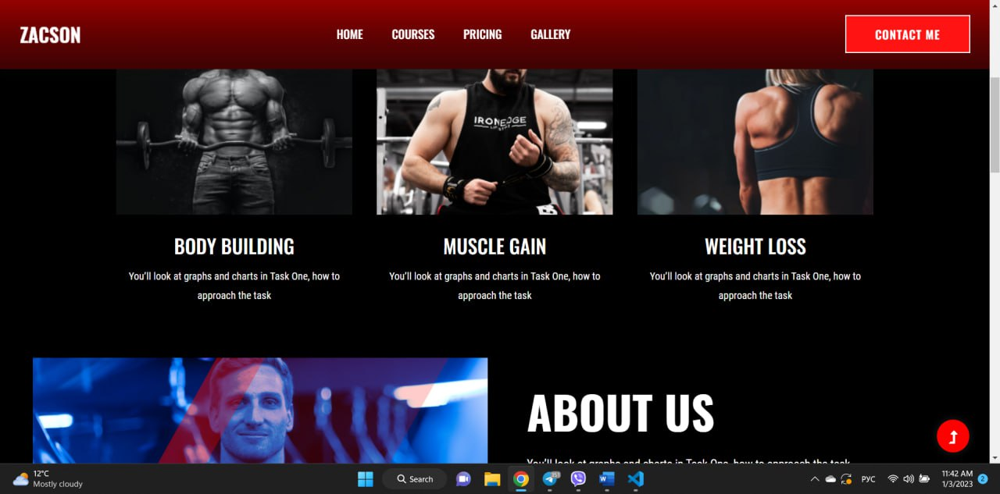 ZACSON
HOME COURSES PRICING GALLERY
CONTACT ME
IRON EDGE
BODY BUILDING
You’ll look at graphs and charts in Task One, how to
approach the task
MUSCLE GAIN
You’ll look at graphs and charts in Task One, how to
approach the task
WEIGHT LOSS
You’ll look at graphs and charts in Task One, how to
approach the task
ABOUT US
You’ll look at graphs and charts in Task One, how to approach the task
12°C
Mostly cloudy
Search
РУС
11:42 AM
1/3/2023
2